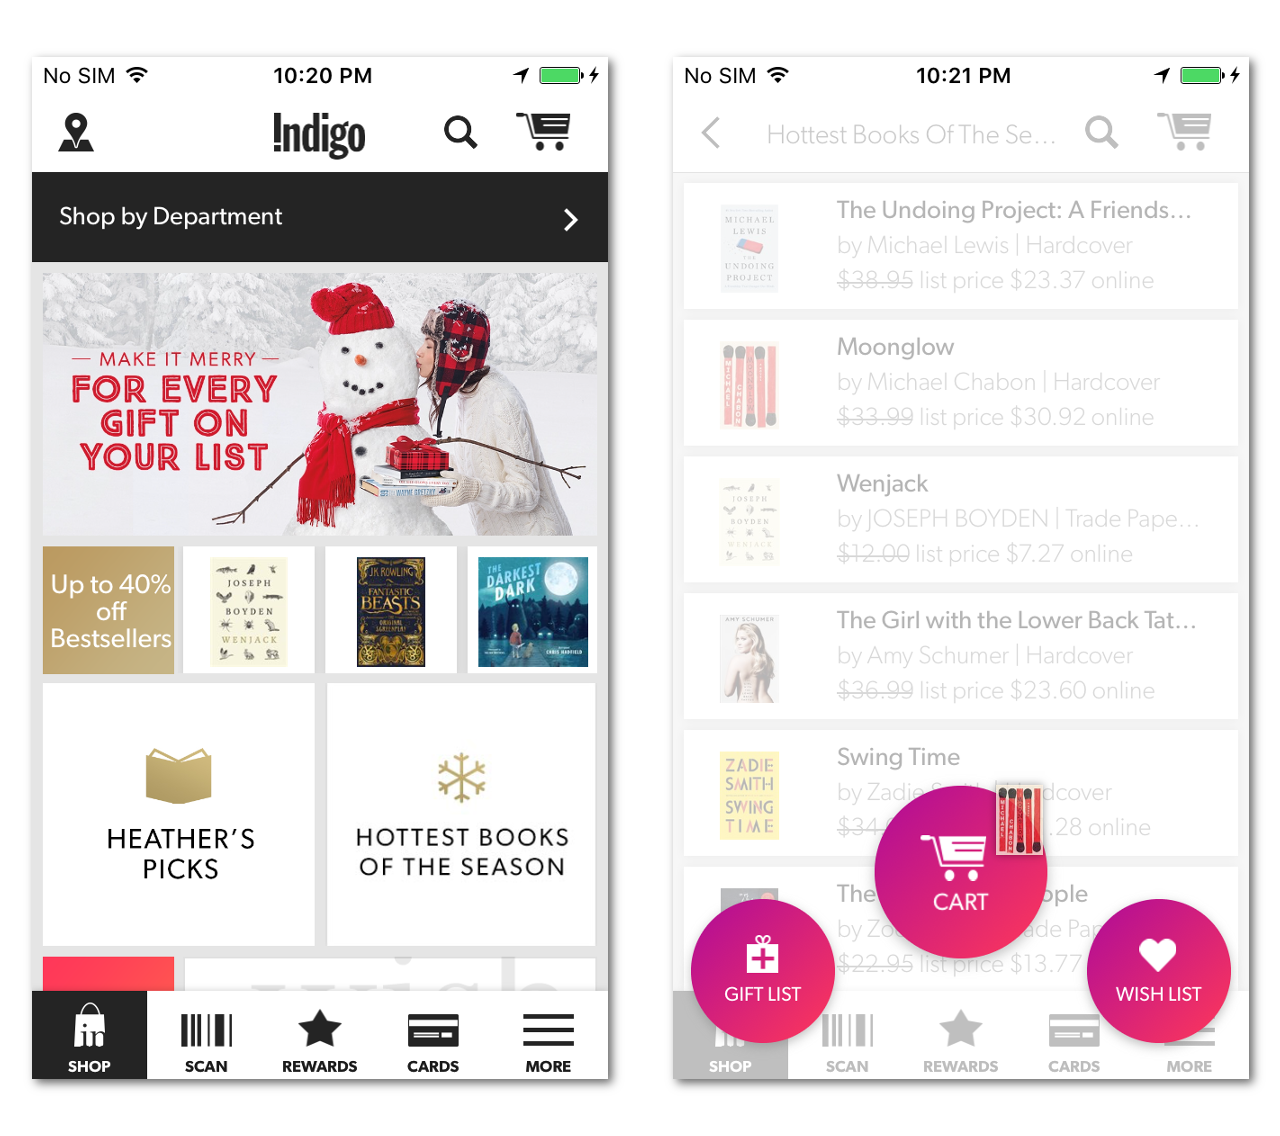 No SIM
10:20 PM
Indigo
Shop by Department
MAKE IT MERRY
FOR EVERY
GIFT ON
YOUR LIST
Up to 40%
off
Bestsellers
JOSEPH
BOYDEN
WENJACK
J.K. ROWLING
FANTASTIC
BEASTS
ORIGINAL
SCREENPLAY
THE
DARKEST
DARK
CHRIS HADFIELD
HEATHER'S
PICKS
HOTTEST BOOKS
OF THE SEASON
wish
in
SHOP
SCAN
REWARDS
CARDS
MORE
No SIM
10:21 PM
Hottest Books Of The Se...
MICHAEL
LEWIS
THE
UNDOING
PROJECT
The Undoing Project: A Friends...
by Michael Lewis | Hardcover
$38.95 list price $23.37 online
MICHAEL
CHABON
Moonglow
by Michael Chabon | Hardcover
$33.99 list price $30.92 online
JOSEPH
BOYDEN
WENJACK
Wenjack
by JOSEPH BOYDEN | Trade Pape...
$12.00 list price $7.27 online
AMY SCHUMER
The Girl with the Lower Back Tat...
by Amy Schumer | Hardcover
$36.99 list price $23.60 online
ZADIE
SMITH
SWING
TIME
Swing Time
by Zadie Smith | Hardcover
$34. .28 online
MICHAEL
CHABON
CART
The ople
by Zo ade Pap
$22.95 list price $13.77
GIFT LIST
WISH LIST
SHOP
SCAN
REWARDS
CARDS
MORE